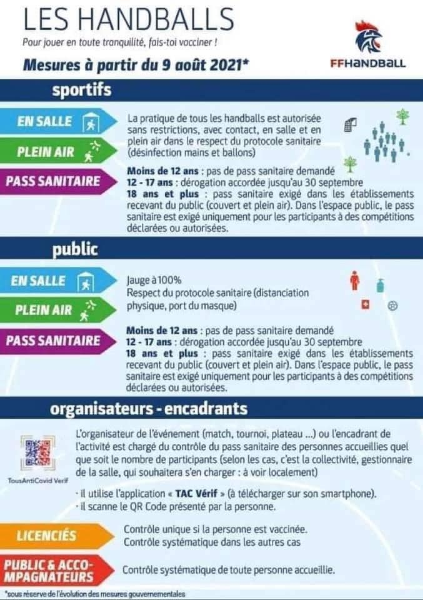 LES HANDBALLS
Pour jouer en toute tranquilité, fais-toi vacciner !
FFHANDBALL
Mesures à partir du 9 août 2021*
sportifs
EN SALLE
PLEIN AIR
La pratique de tous les handballs est autorisée
sans restrictions, avec contact, en salle et en
plein air dans le respect du protocole sanitaire
(désinfection mains et ballons)
PASS SANITAIRE
Moins de 12 ans : pas de pass sanitaire demandé
12 - 17 ans : dérogation accordée jusqu'au 30 septembre
18 ans et plus : pass sanitaire exigé dans les établissements
recevant du public (couvert et plein air). Dans l'espace public, le pass
sanitaire est exigé uniquement pour les participants à des compétitions
déclarées ou autorisées.
public
EN SALLE
PLEIN AIR
Jauge à 100%
Respect du protocole sanitaire (distanciation
physique, port du masque)
PASS SANITAIRE
Moins de 12 ans : pas de pass sanitaire demandé
12 - 17 ans : dérogation accordée jusqu'au 30 septembre
18 ans et plus : pass sanitaire exigé dans les établissements
recevant du public (couvert et plein air). Dans l'espace public, le pass
sanitaire est exigé uniquement pour les participants à des compétitions
déclarées ou autorisées.
organisateurs - encadrants
TousAntiCovid Verif
L'organisateur de l'événement (match, tournoi, plateau ...) ou l'encadrant de
l'activité est chargé du contrôle du pass sanitaire des personnes accueillies quel
que soit le nombre de participants (selon les cas, c'est la collectivité, gestionnaire
de la salle, qui souhaitera s'en charger : à voir localement)
- il utilise l'application « TAC Vérif » (à télécharger sur son smartphone).
- il scanne le QR Code présenté par la personne.
LICENCIÉS
Contrôle unique si la personne est vaccinée.
Contrôle systématique dans les autres cas
PUBLIC & ACCO-
MPAGNATEURS
Contrôle systématique de toute personne accueillie.
*sous réserve de l'évolution des mesures gouvernementales